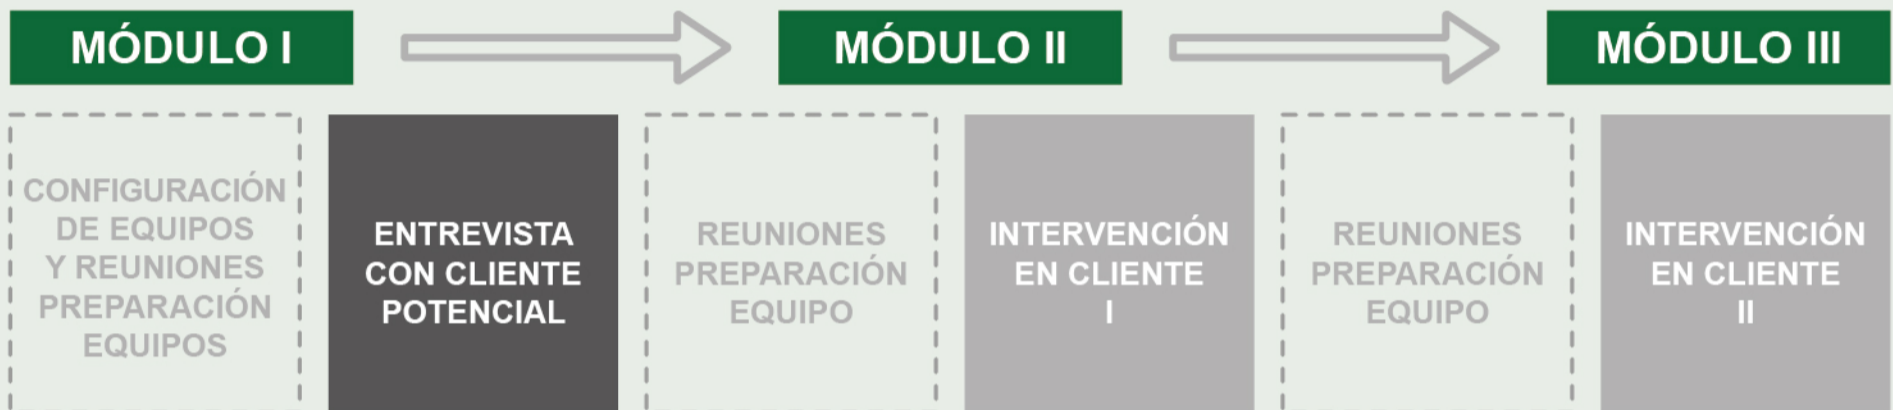 MÓDULO I
MÓDULO II
MÓDULO III
CONFIGURACIÓN
DE EQUIPOS
Y REUNIONES
PREPARACIÓN
EQUIPOS
ENTREVISTA
CON CLIENTE
POTENCIAL
REUNIONES
PREPARACIÓN
EQUIPO
INTERVENCIÓN
EN CLIENTE
I
REUNIONES
PREPARACIÓN
EQUIPO
INTERVENCIÓN
EN CLIENTE
II